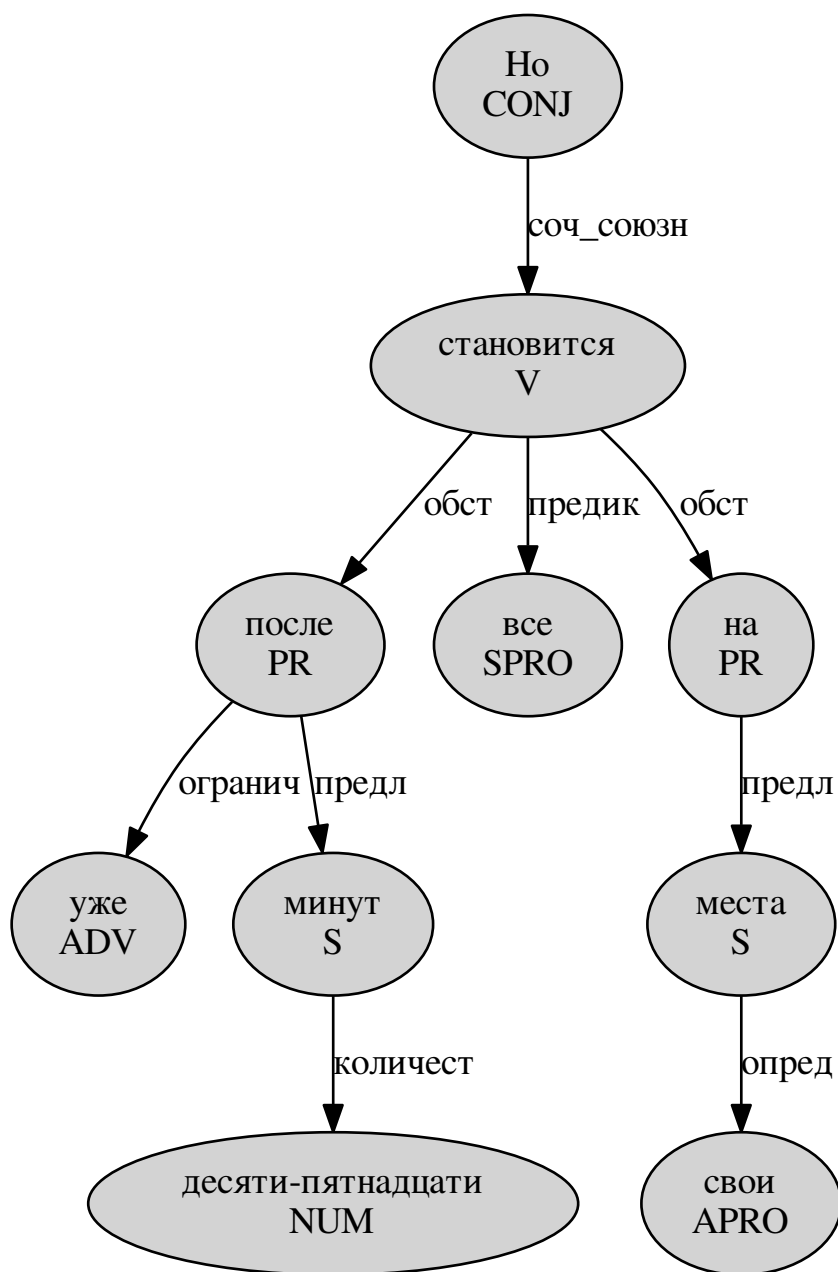 Но
CONJ
соч_союзн
становится
V
обст
предик
обст
после
PR
все
SPRO
на
PR
огранич
предл
предл
уже
ADV
минут
S
места
S
количест
опред
десяти-пятнадцати
NUM
свои
APRO